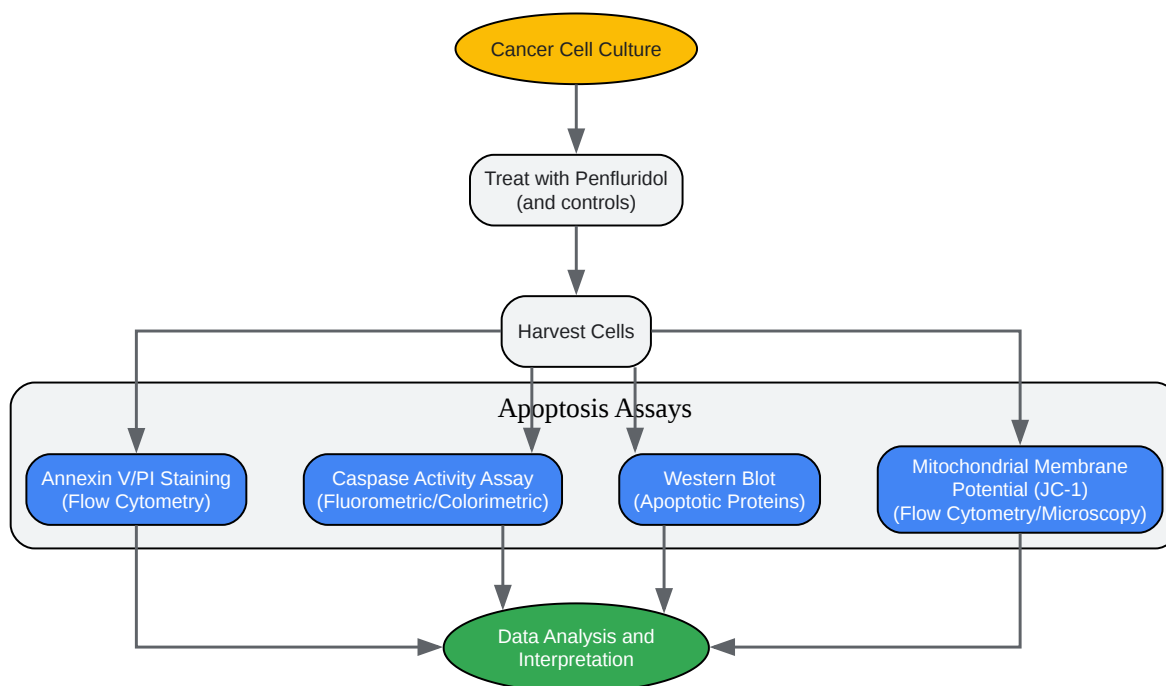 Cancer Cell Culture
Treat with Penfluridol
(and controls)
Harvest Cells
Apoptosis Assays
Annexin V/PI Staining
(Flow Cytometry)
Caspase Activity Assay
(Fluorometric/Colorimetric)
Western Blot
(Apoptotic Proteins)
Mitochondrial Membrane
Potential (JC-1)
(Flow Cytometry/Microscopy)
Data Analysis and
Interpretation